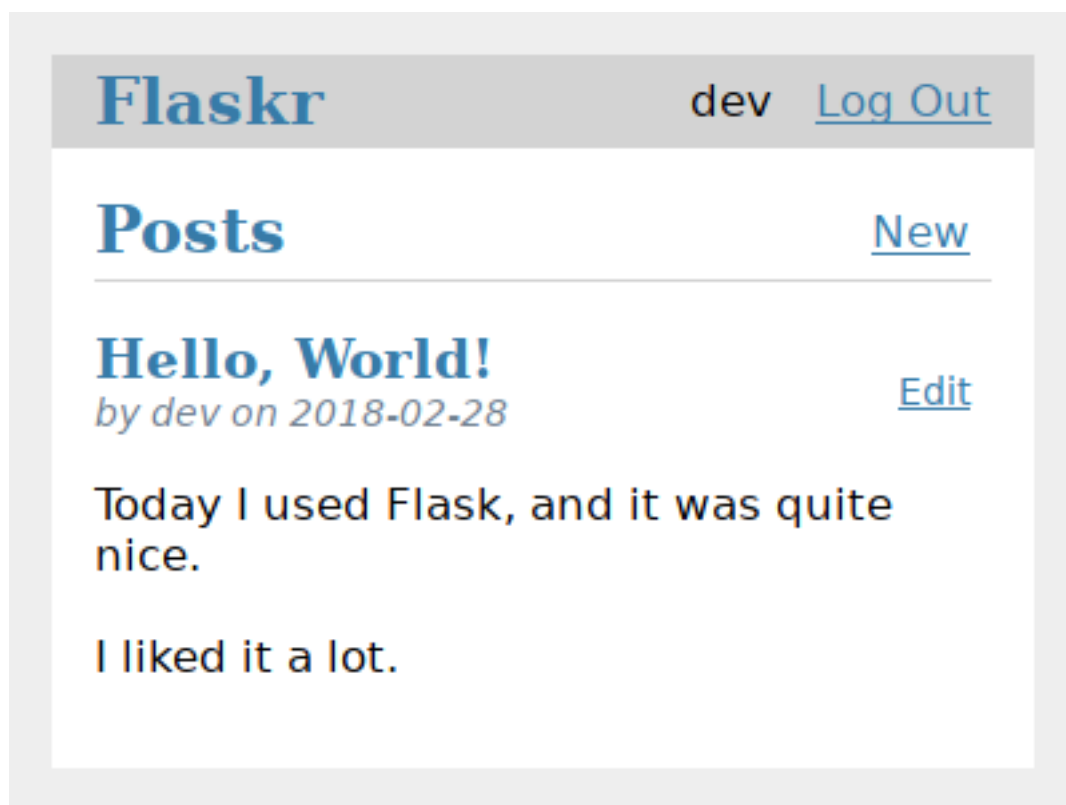 Flaskr dev Log Out
Posts New
Hello, World!
by dev on 2018-02-28 Edit
Today I used Flask, and it was quite
nice.
I liked it a lot.